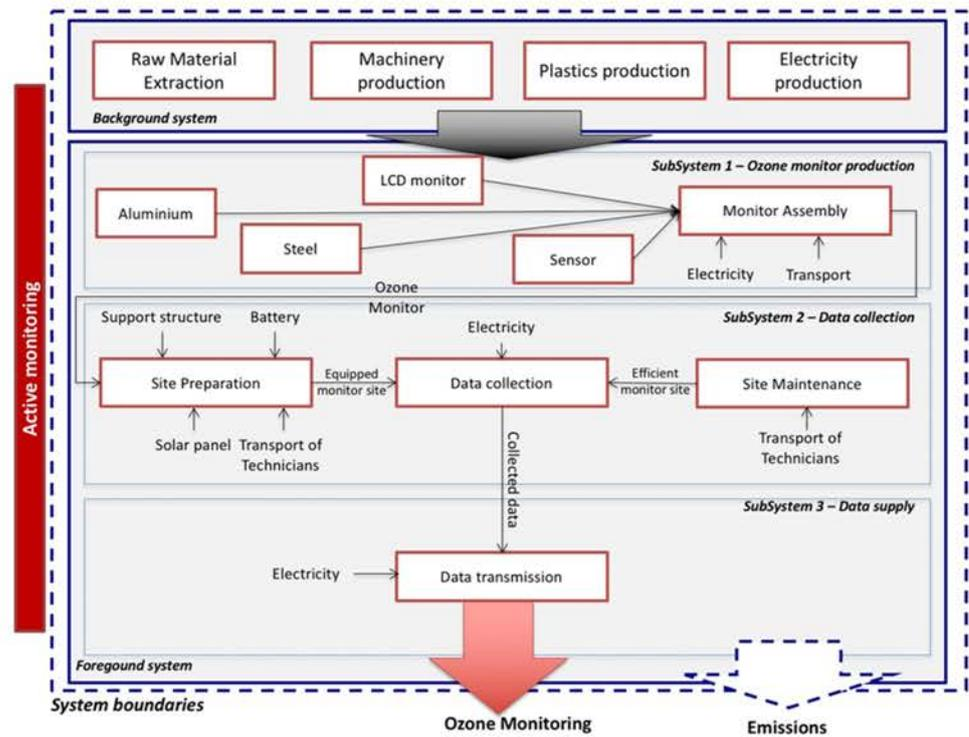 Active monitoring
Raw Material
Extraction
Machinery
production
Plastics production
Electricity
production
Background system
SubSystem 1 – Ozone monitor production
LCD monitor
Aluminium
Monitor Assembly
Steel
Sensor
Electricity
Transport
Ozone
Monitor
SubSystem 2 – Data collection
Support structure
Battery
Electricity
Site Preparation
Equipped
monitor site
Data collection
Efficient
monitor site
Site Maintenance
Solar panel
Transport of
Technicians
Transport of
Technicians
Collected data
SubSystem 3 – Data supply
Electricity
Data transmission
Foregound system
System boundaries
Ozone Monitoring
Emissions